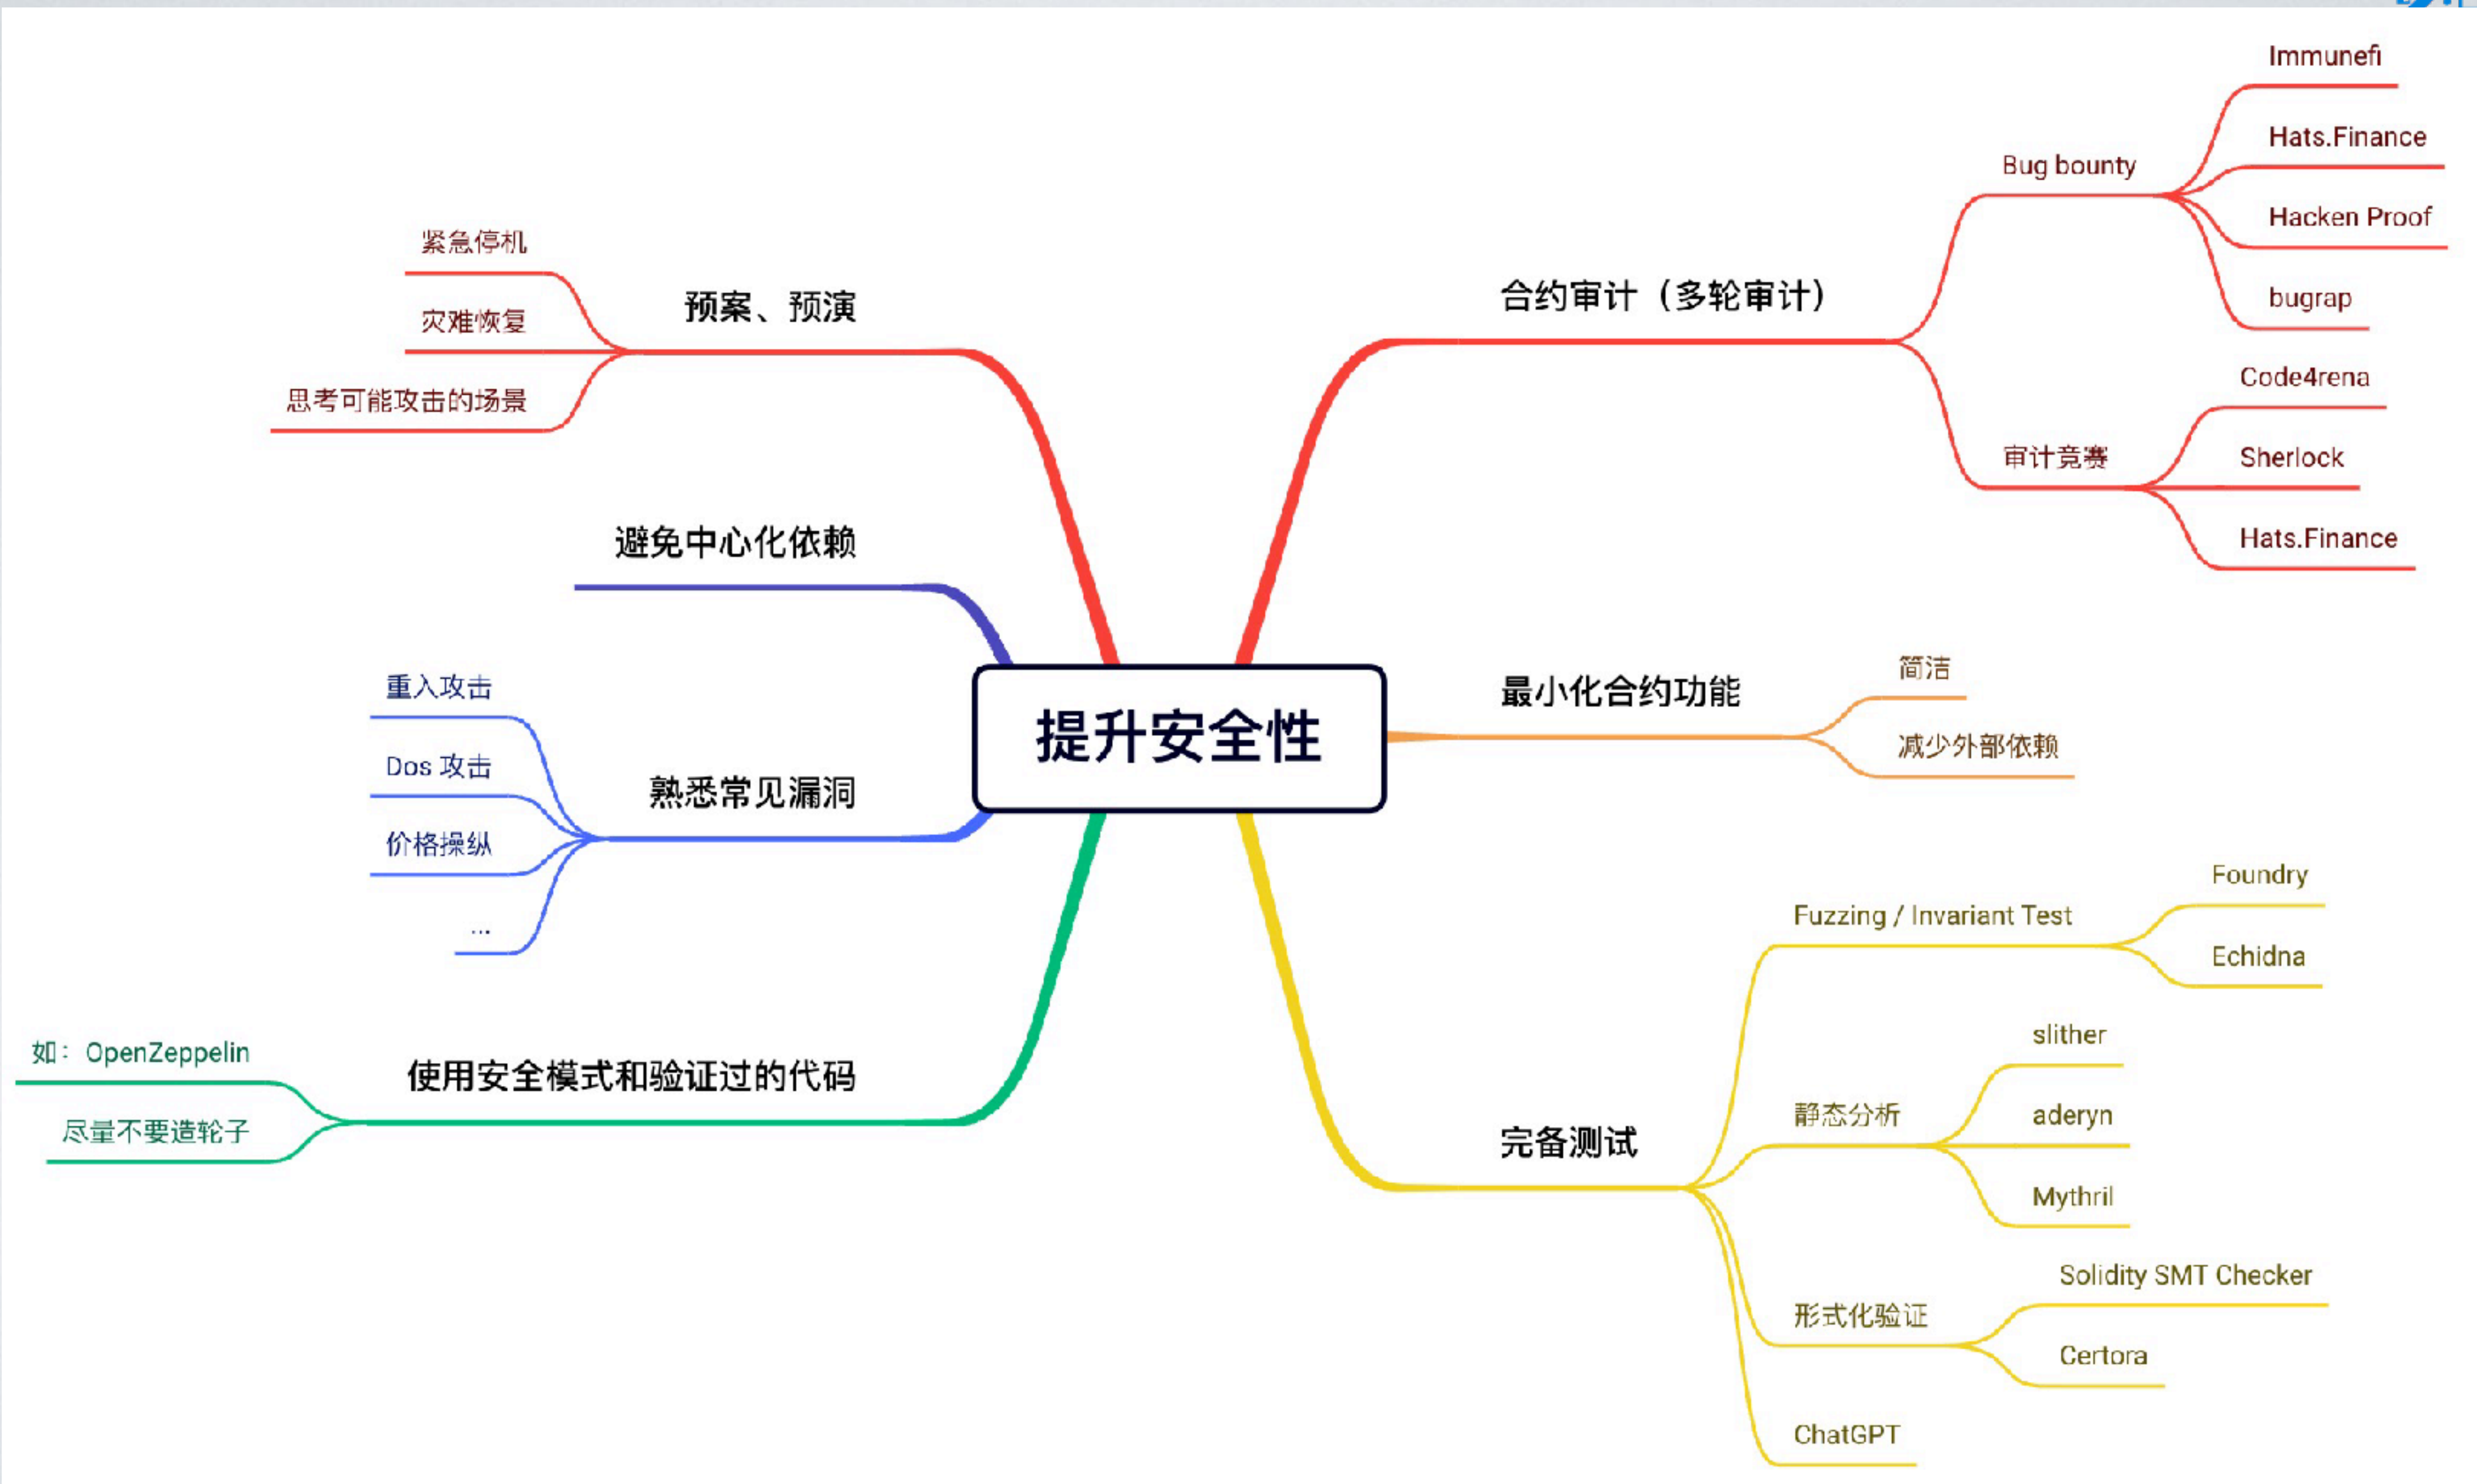 提升安全性
合约审计（多轮审计）
Bug bounty
Immunefi
Hats.Finance
Hacken Proof
bugrap
审计竞赛
Code4rena
Sherlock
Hats.Finance
最小化合约功能
简洁
减少外部依赖
完备测试
Fuzzing / Invariant Test
Foundry
Echidna
静态分析
slither
aderyn
Mythril
形式化验证
Solidity SMT Checker
Certora
ChatGPT
预案、预演
紧急停机
灾难恢复
思考可能攻击的场景
避免中心化依赖
熟悉常见漏洞
重入攻击
Dos 攻击
价格操纵
...
使用安全模式和验证过的代码
如：OpenZeppelin
尽量不要造轮子